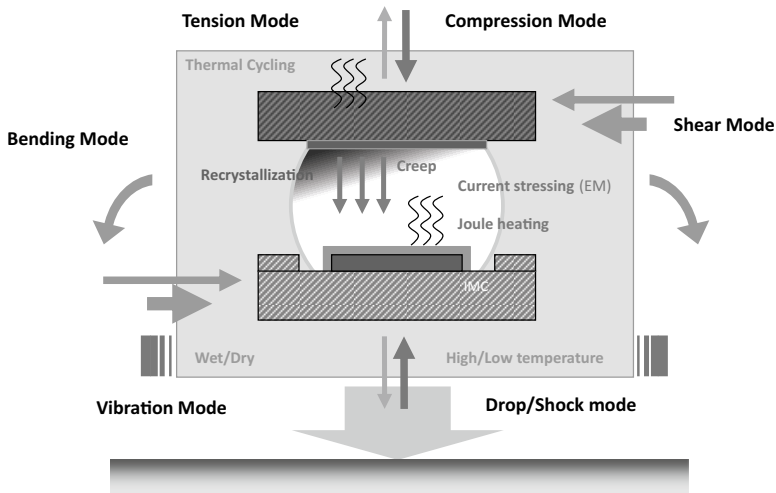 Tension Mode
Compression Mode
Thermal Cycling
Bending Mode
Shear Mode
Recrystallization
Creep
Current stressing (EM)
Joule heating
IMC
Wet/Dry
High/Low temperature
Vibration Mode
Drop/Shock mode